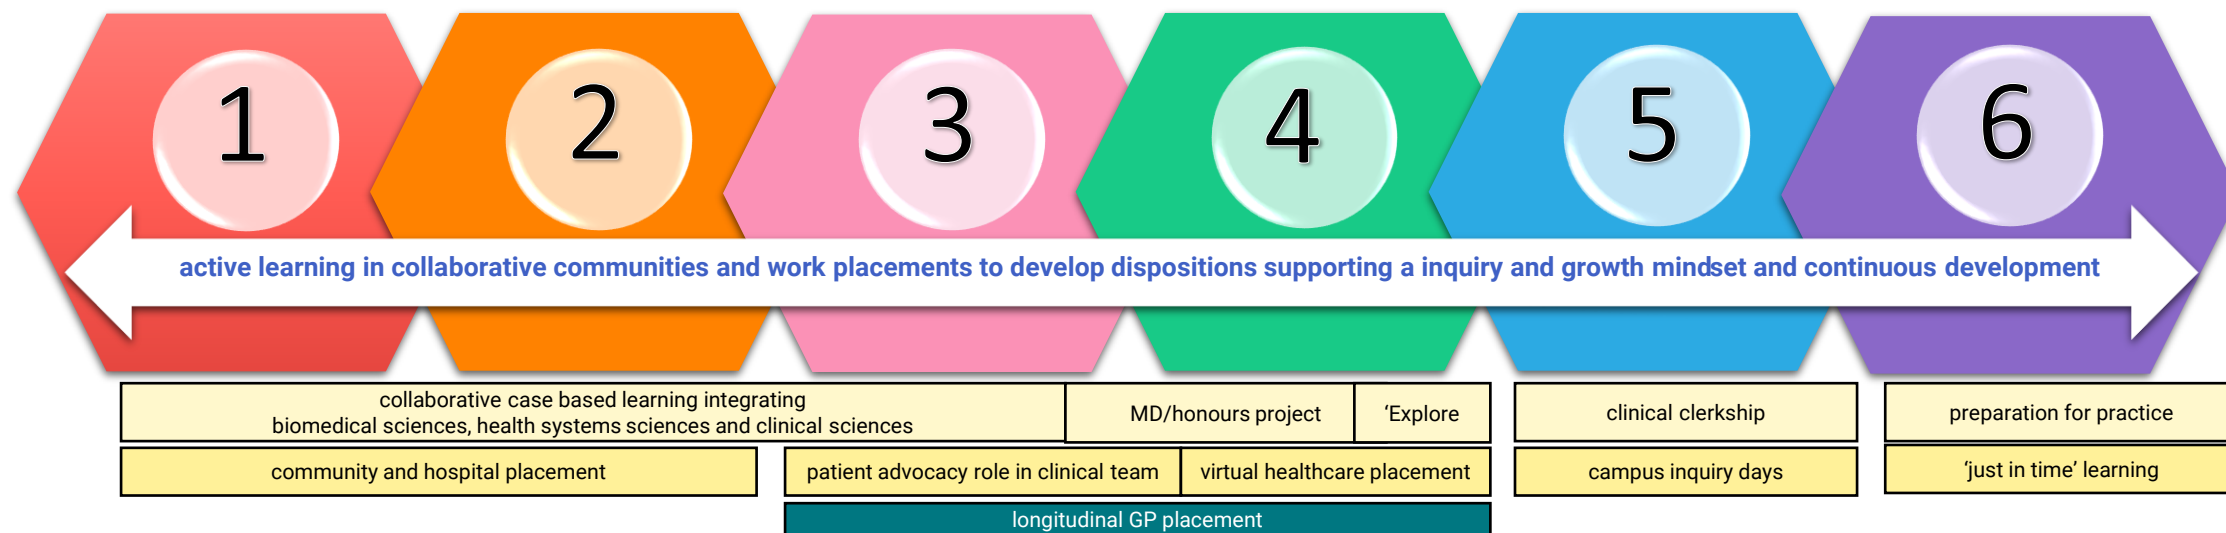 1
2
3
4
5
6
active learning in collaborative communities and work placements to develop dispositions supporting a inquiry and growth mindset and continuous development
collaborative case based learning integrating
biomedical sciences, health systems sciences and clinical sciences
MD/honours project
‘Explore
clinical clerkship
preparation for practice
community and hospital placement
patient advocacy role in clinical team
virtual healthcare placement
campus inquiry days
‘just in time’ learning
longitudinal GP placement